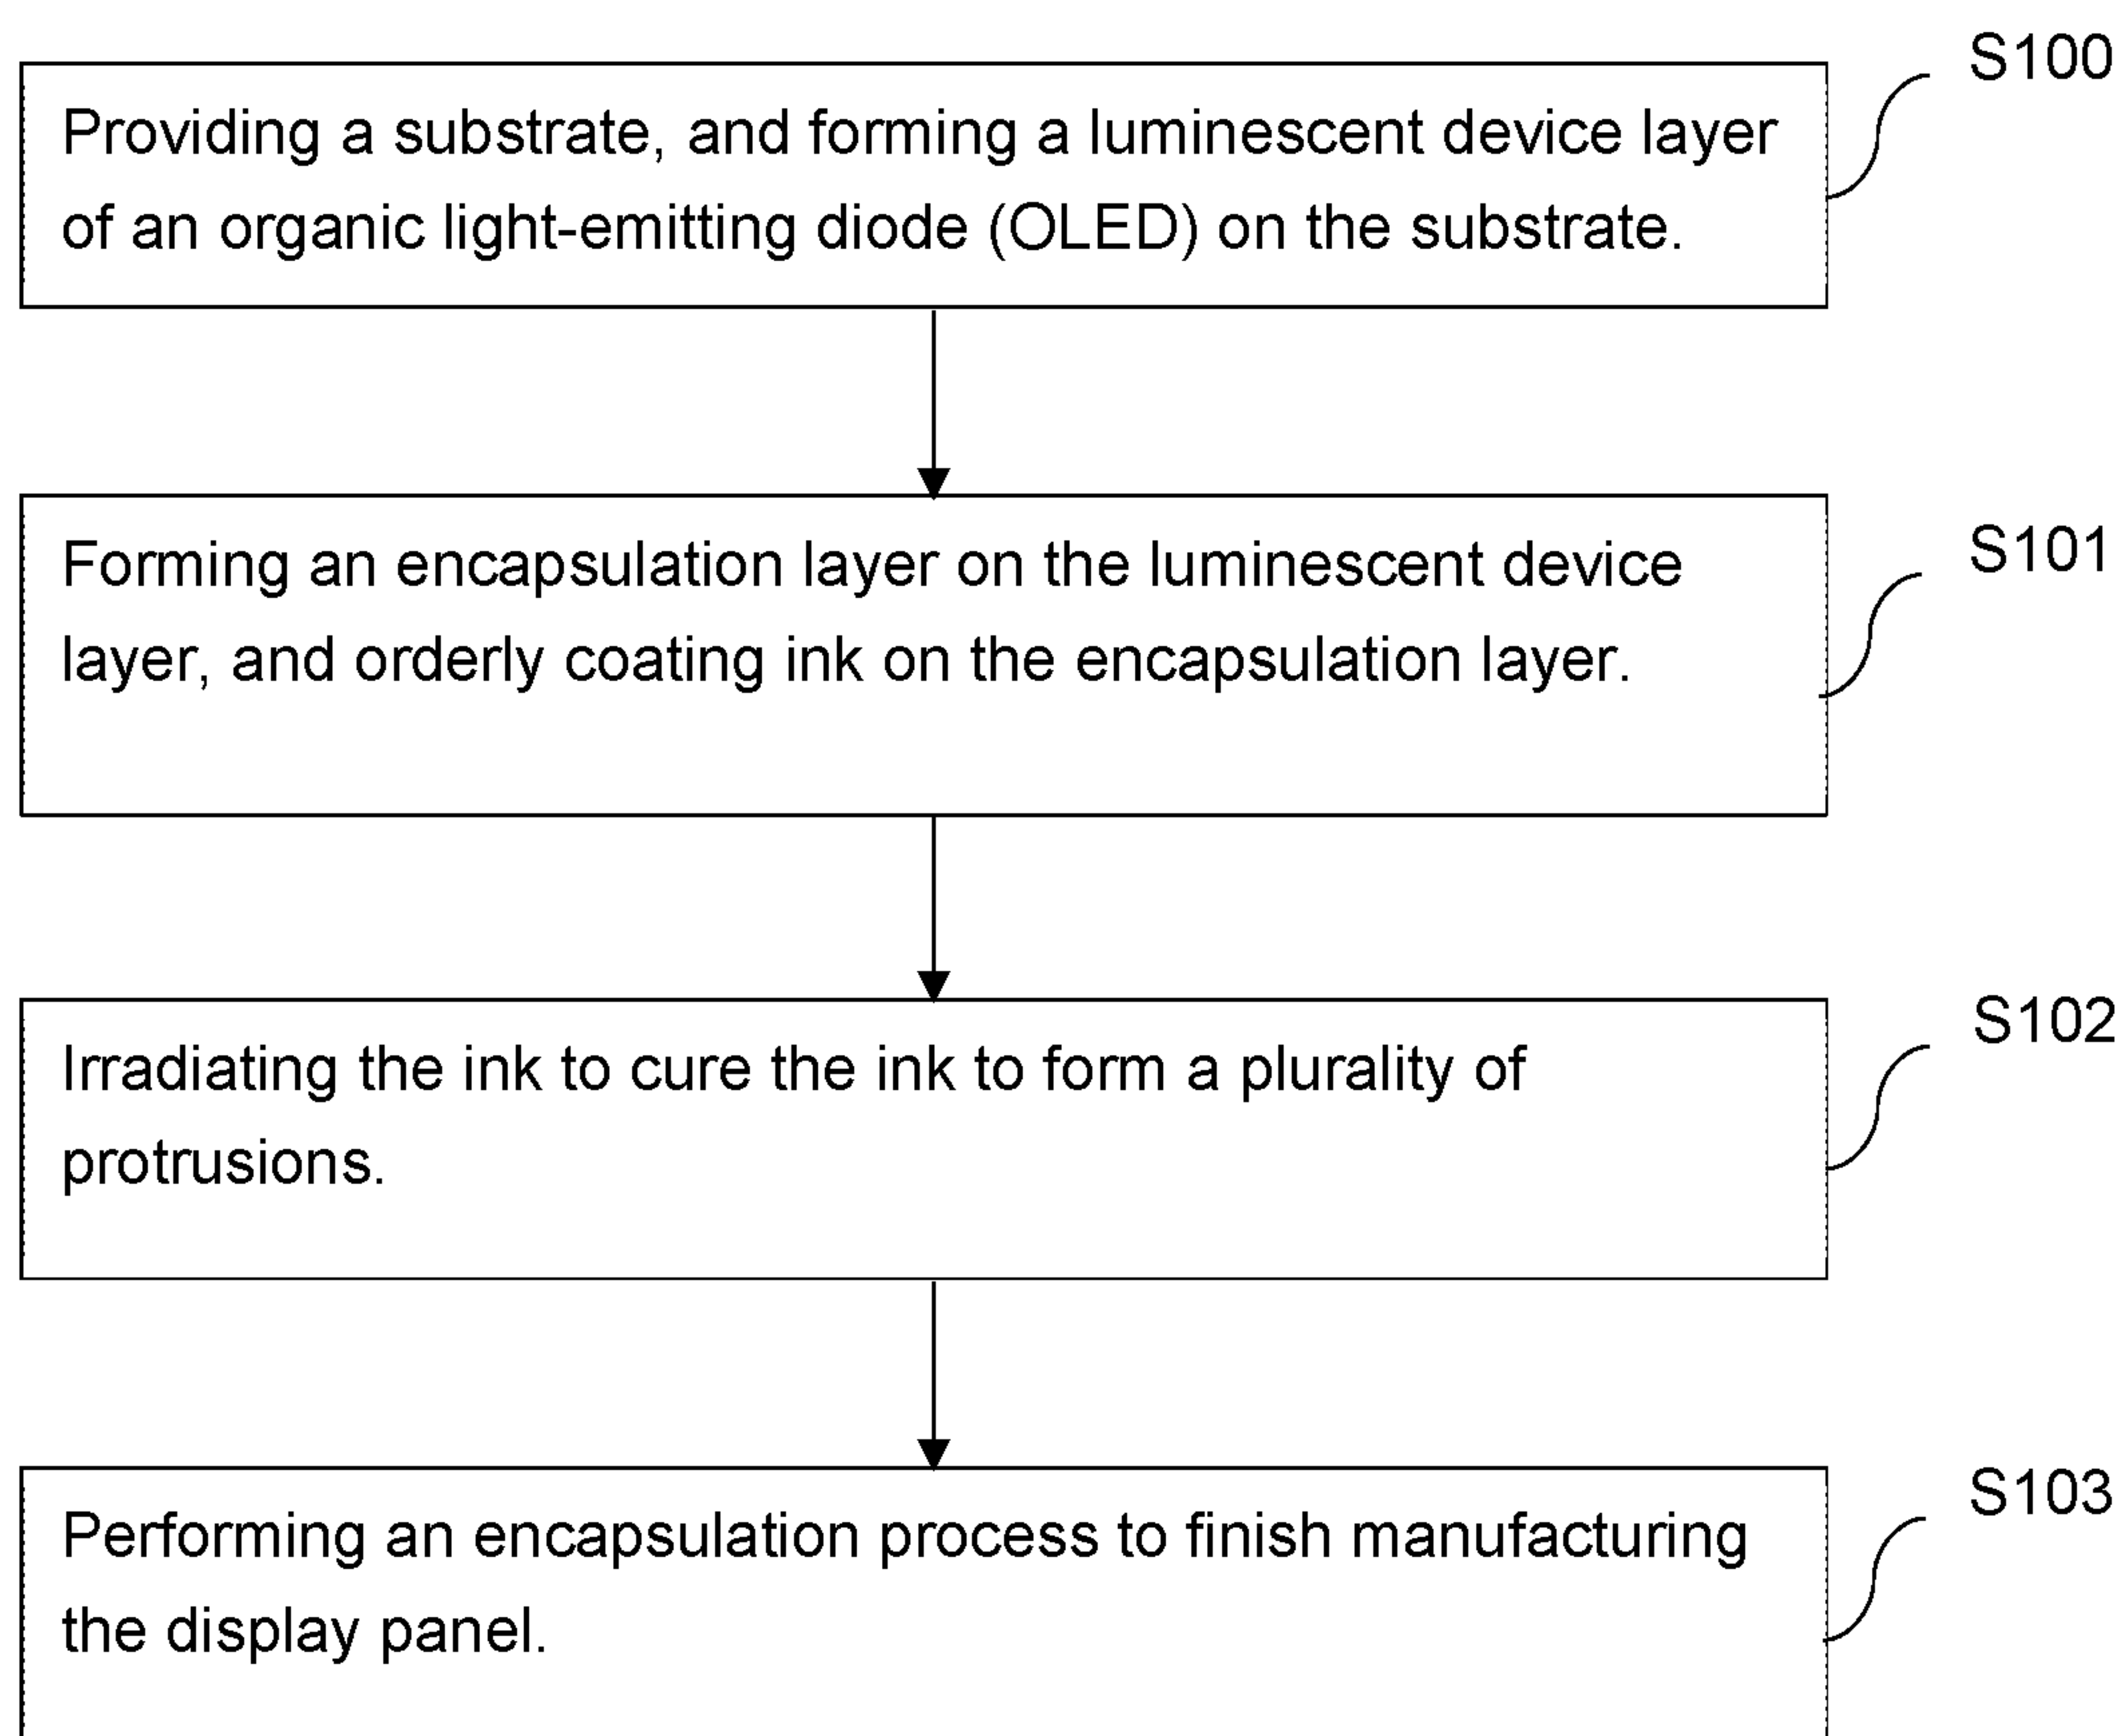 S100
Providing a substrate, and forming a luminescent device layer
of an organic light-emitting diode (OLED) on the substrate.
S101
Forming an encapsulation layer on the luminescent device
layer, and orderly coating ink on the encapsulation layer.
S102
Irradiating the ink to cure the ink to form a plurality of
protrusions.
S103
Performing an encapsulation process to finish manufacturing
the display panel.